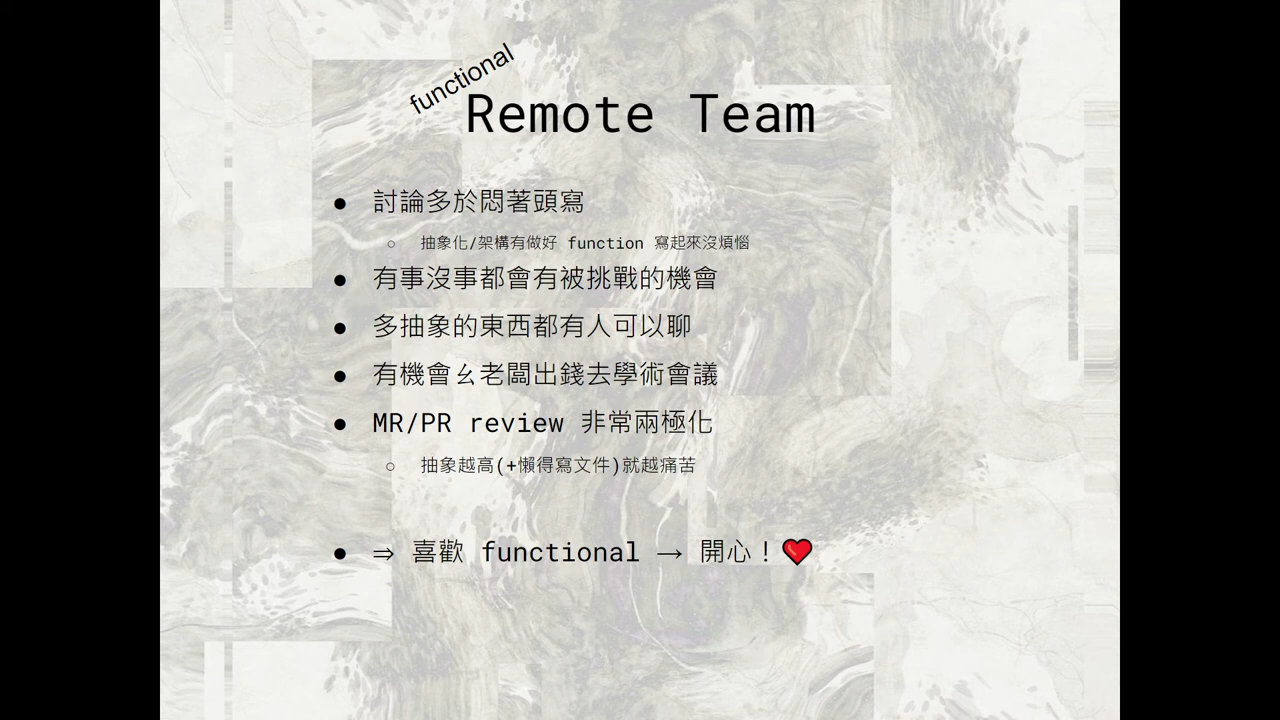 functional
Remote Team
● 討論多於悶著頭寫
○ 抽象化/架構有做好 function 寫起來沒煩惱
● 有事沒事都會有被挑戰的機會
● 多抽象的東西都有人可以聊
● 有機會ㄠ老闆出錢去學術會議
● MR/PR review 非常兩極化
○ 抽象越高(+懶得寫文件)就越痛苦
● ⇒ 喜歡 functional → 開心！❤️